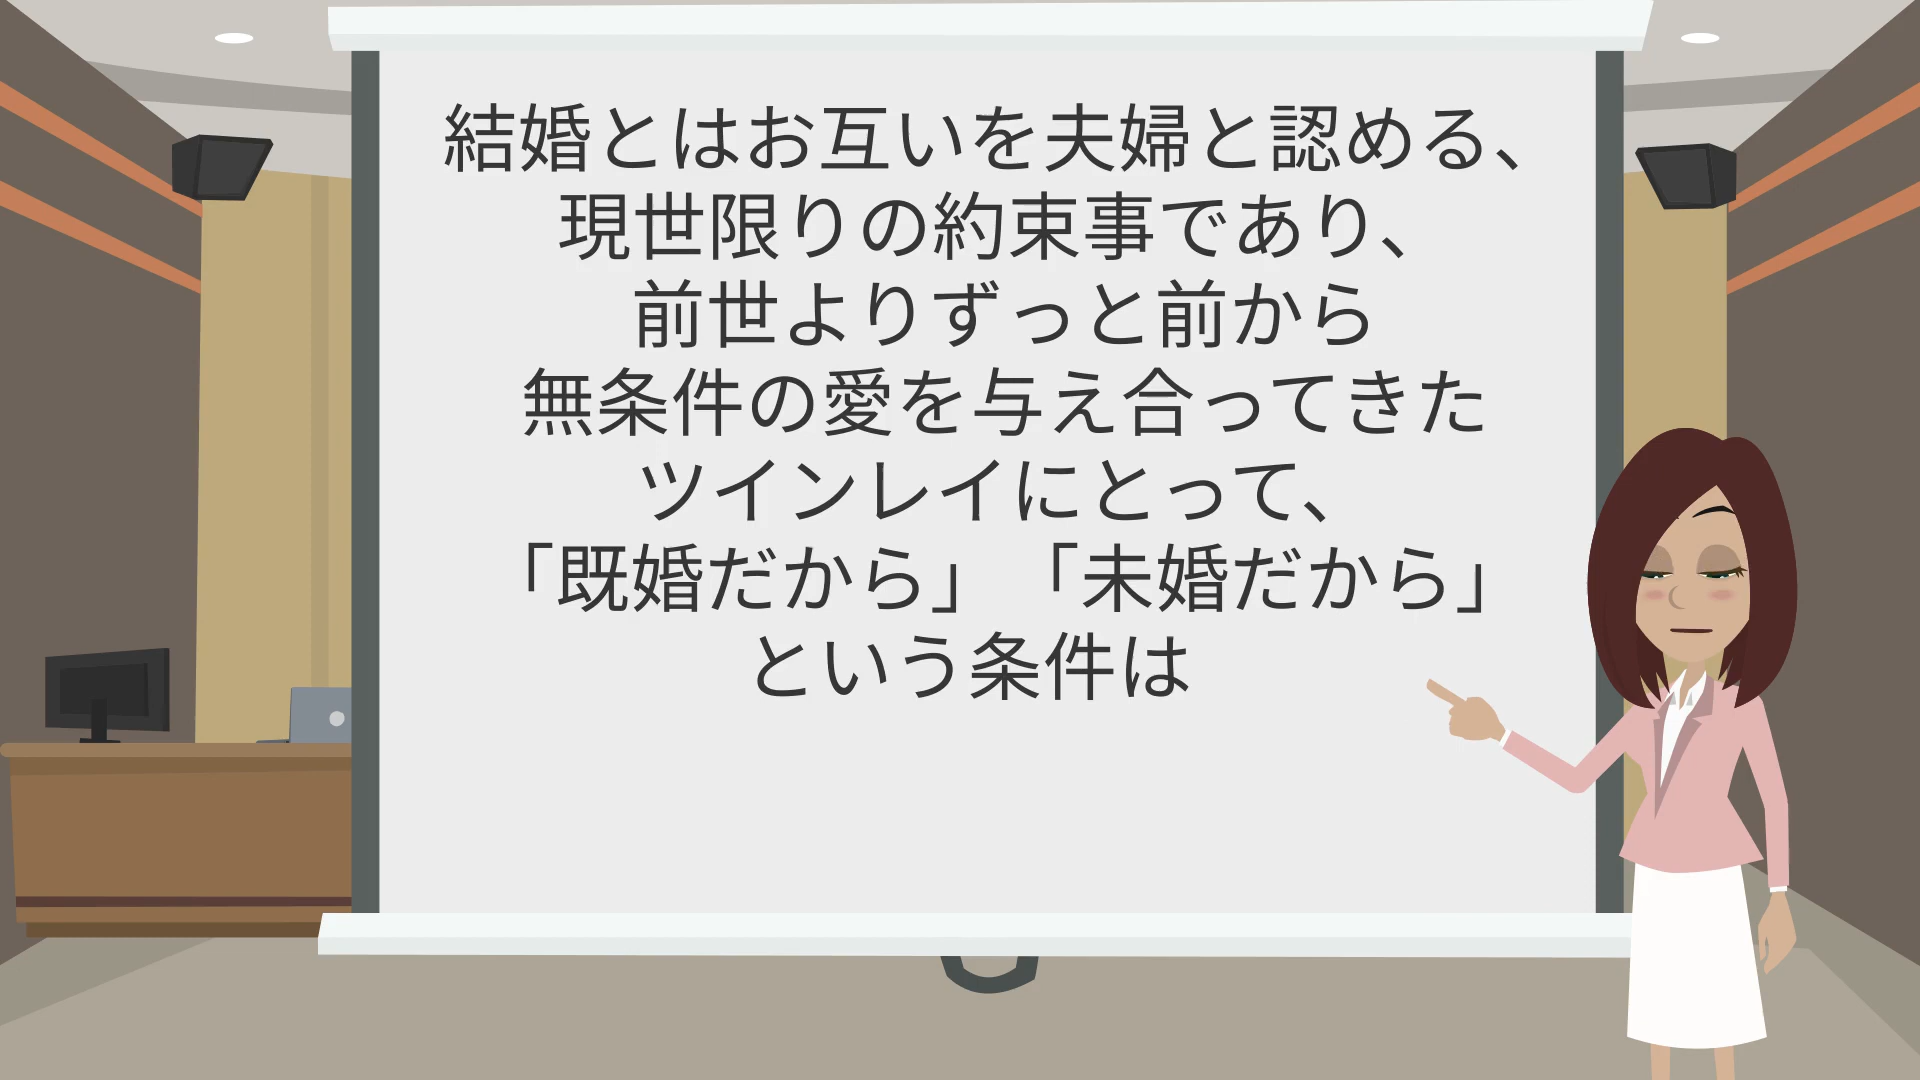 結婚とはお互いを夫婦と認める、
現世限りの約束事であり、
前世よりずっと前から
無条件の愛を与え合ってきた
ツインレイにとって、
「既婚だから」「未婚だから」
という条件は